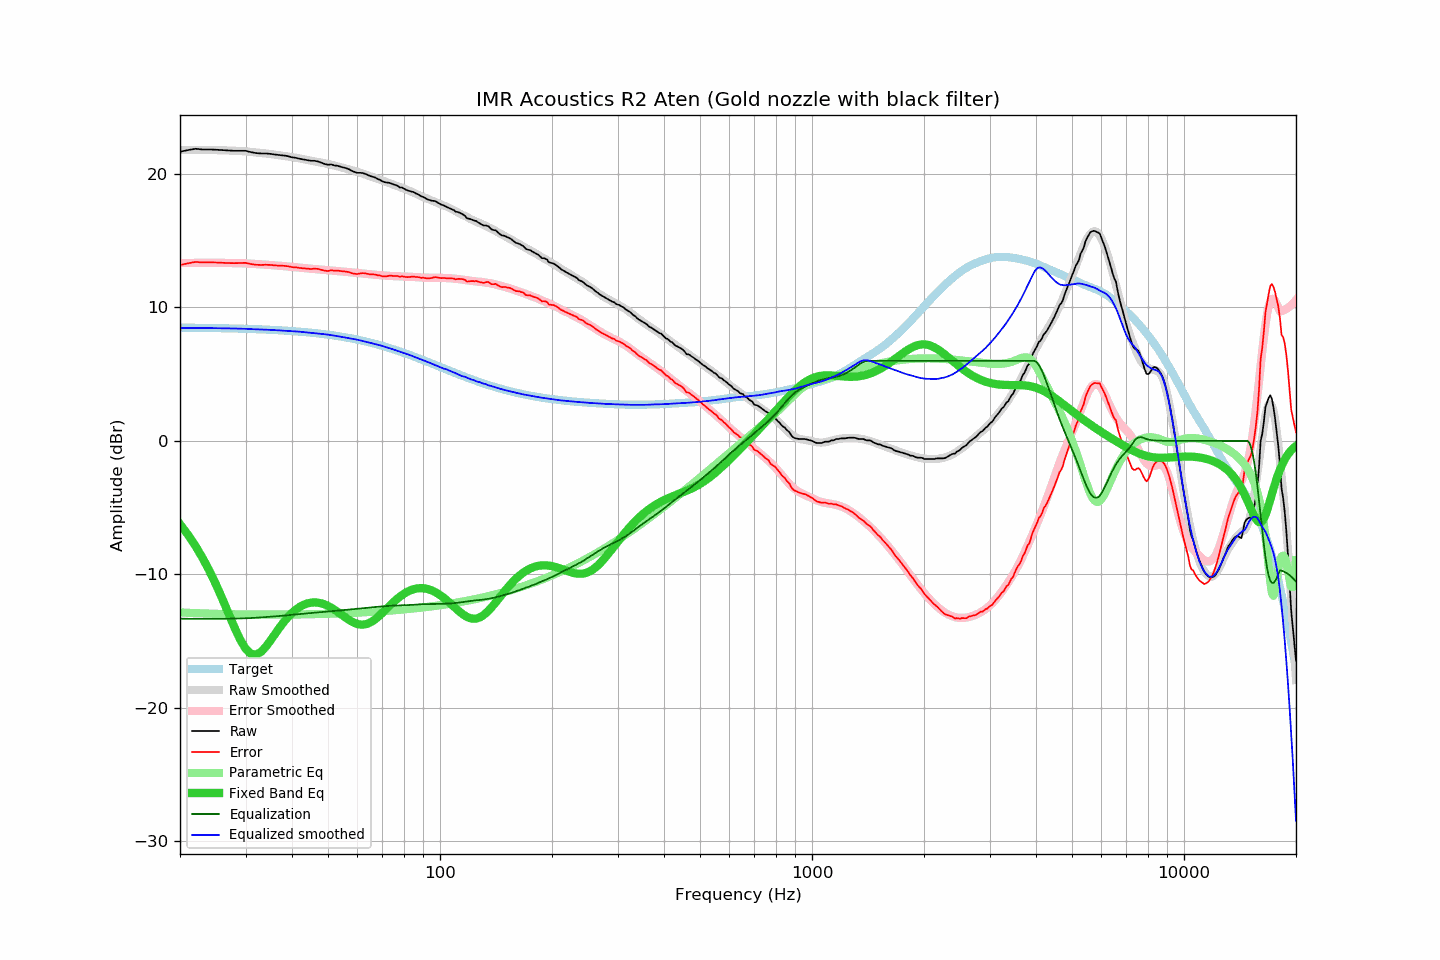 IMR Acoustics R2 Aten (Gold nozzle with black filter)
20
10
0
−10
−20
−30
Amplitude (dBr)
Target
Raw Smoothed
Error Smoothed
Raw
Error
Parametric Eq
Fixed Band Eq
Equalization
Equalized smoothed
100
1000
10000
Frequency (Hz)